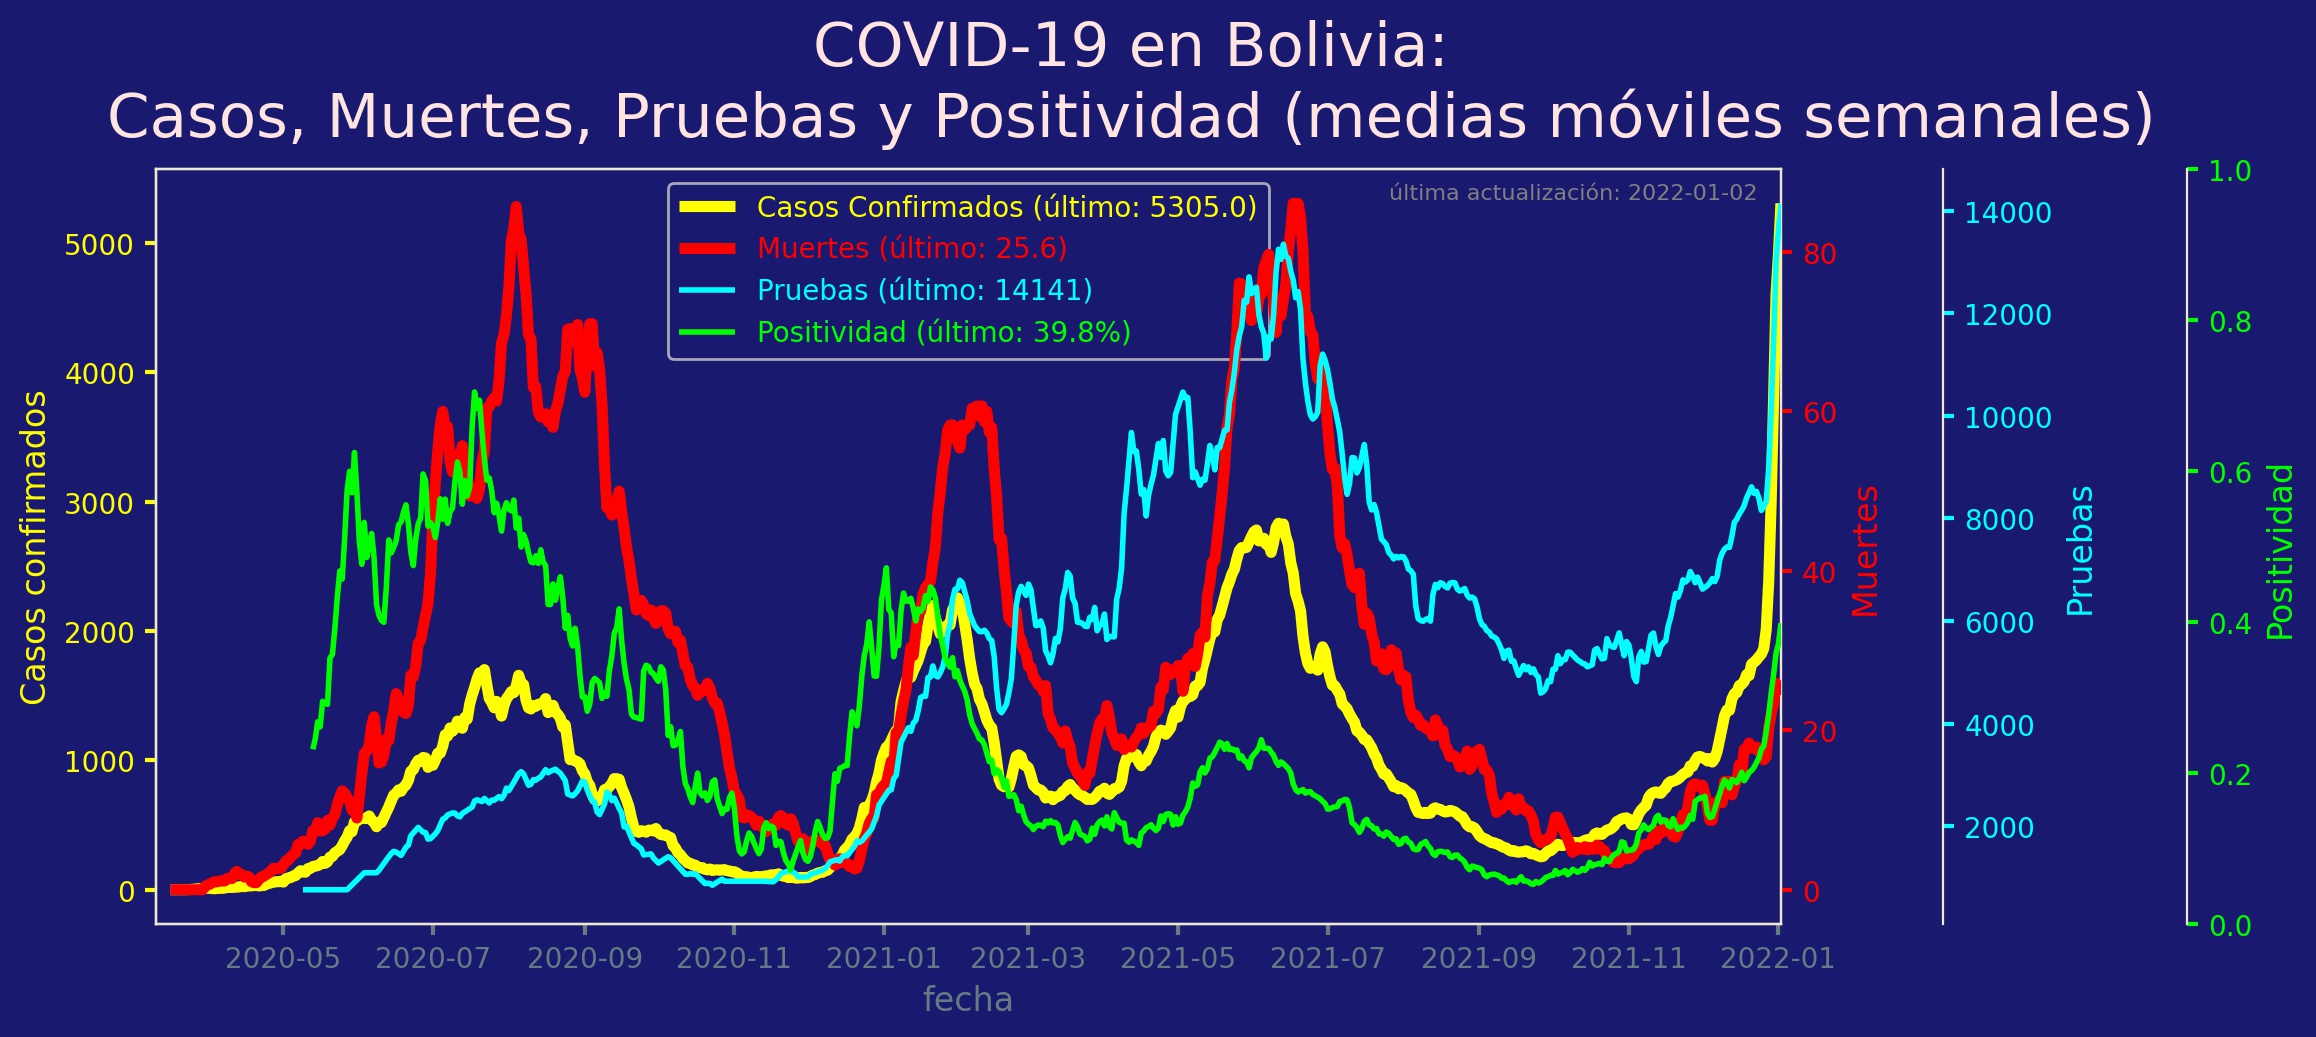 COVID-19 en Bolivia:
Casos, Muertes, Pruebas y Positividad (medias móviles semanales)
última actualización: 2022-01-02
Casos Confirmados (último: 5305.0)
Muertes (último: 25.6)
Pruebas (último: 14141)
Positividad (último: 39.8%)
Casos confirmados
5000
4000
3000
2000
1000
0
Muertes
80
60
40
20
0
Pruebas
14000
12000
10000
8000
6000
4000
2000
Positividad
1.0
0.8
0.6
0.4
0.2
0.0
2020-05 2020-07 2020-09 2020-11 2021-01 2021-03 2021-05 2021-07 2021-09 2021-11 2022-01
fecha